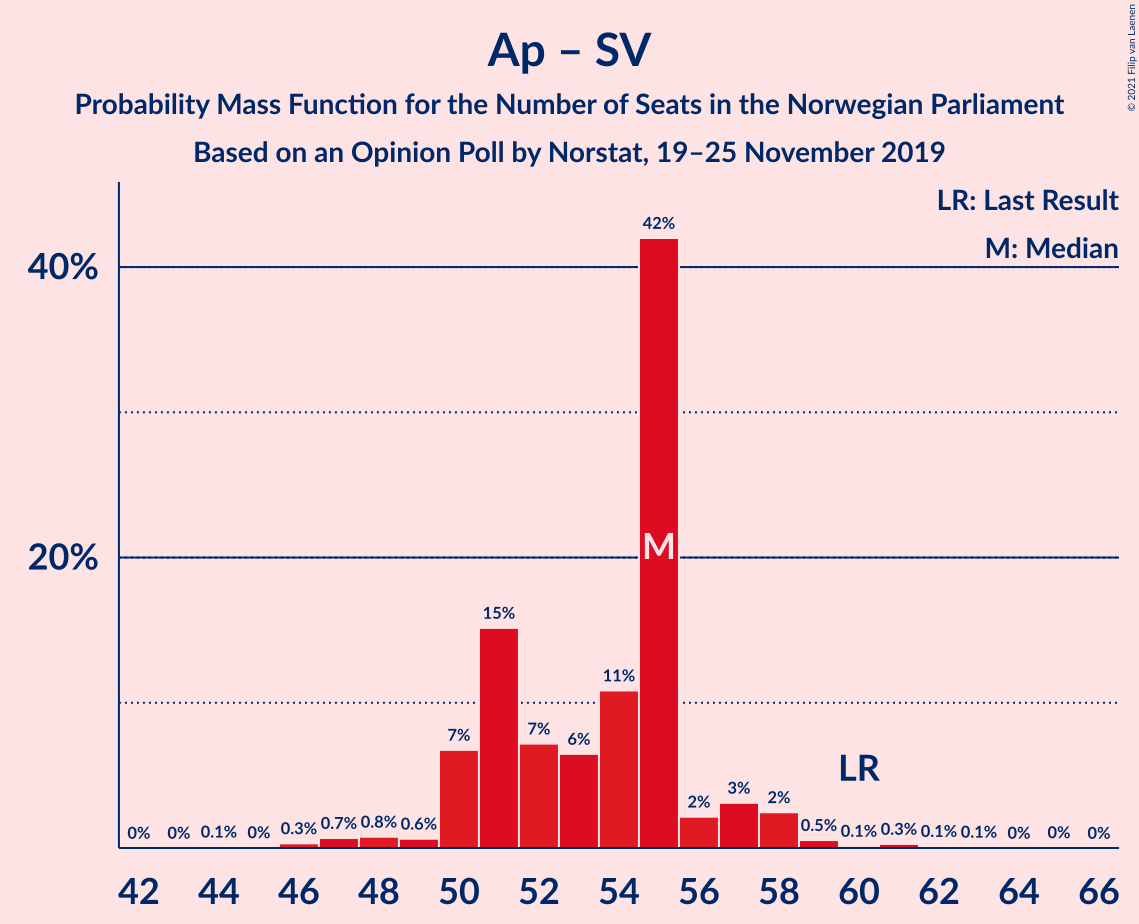 Ap – SV
Probability Mass Function for the Number of Seats in the Norwegian Parliament
Based on an Opinion Poll by Norstat, 19–25 November 2019
© 2021 Filip van Laenen
LR: Last Result
M: Median
40%
20%
0% 0% 0.1% 0% 0.3% 0.7% 0.8% 0.6% 7% 15% 7% 6% 11% 42% 2% 3% 2% 0.5% 0.1% 0.3% 0.1% 0.1% 0% 0% 0%
M
LR
42 44 46 48 50 52 54 56 58 60 62 64 66